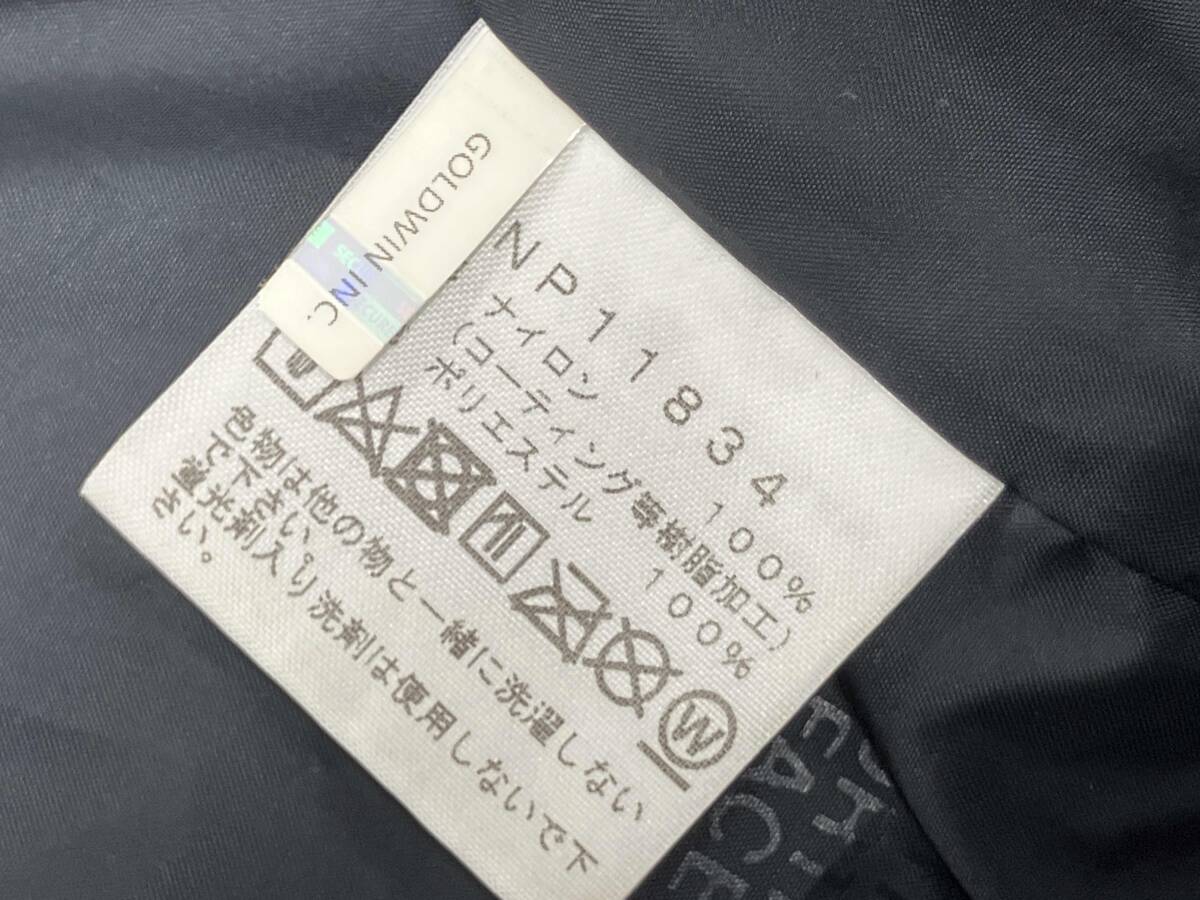 GOLDWIN INC.
SEC
SECURE
NP11834
ナイロン 100%
(コーティング等樹脂加工)
ポリエステル 100%
W
色物は他の物と一緒に洗濯しない
で下さい。
蛍光剤入り洗剤は使用しないで下
さい。
LACE